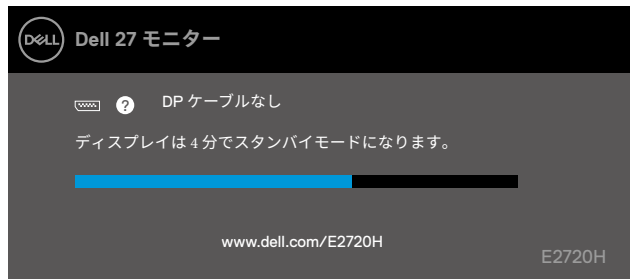 DELL
Dell 27 モニター
? DP ケーブルなし
ディスプレイは 4 分でスタンバイモードになります。
www.dell.com/E2720H
E2720H